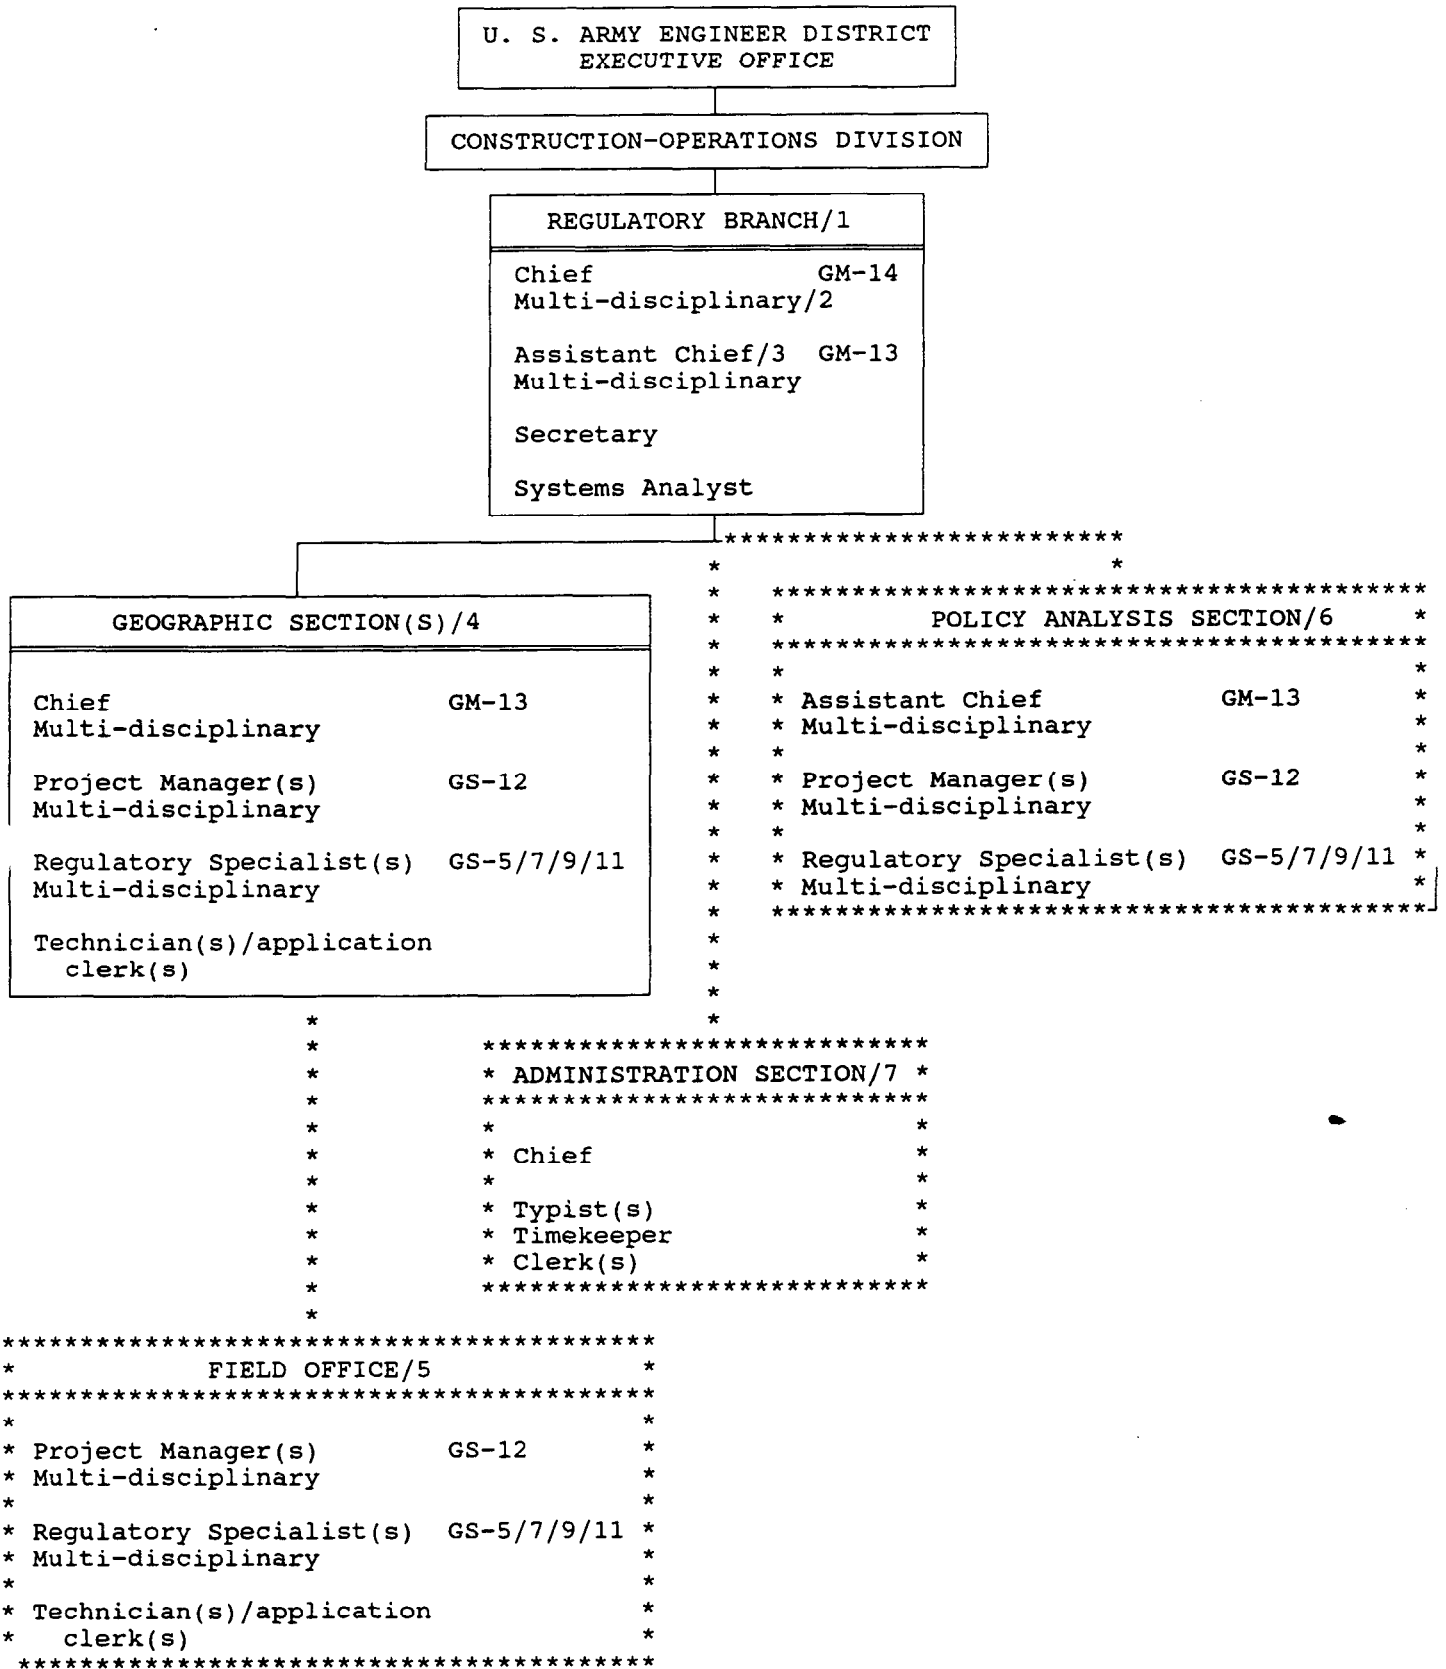 U. S. ARMY ENGINEER DISTRICT
EXECUTIVE OFFICE
CONSTRUCTION-OPERATIONS DIVISION
REGULATORY BRANCH/1
Chief GM-14
Multi-disciplinary/2
Assistant Chief/3 GM-13
Multi-disciplinary
Secretary
Systems Analyst
GEOGRAPHIC SECTION(S)/4
Chief GM-13
Multi-disciplinary
Project Manager(s) GS-12
Multi-disciplinary
Regulatory Specialist(s) GS-5/7/9/11
Multi-disciplinary
Technician(s)/application
clerk(s)
POLICY ANALYSIS SECTION/6
Assistant Chief GM-13
Multi-disciplinary
Project Manager(s) GS-12
Multi-disciplinary
Regulatory Specialist(s) GS-5/7/9/11
Multi-disciplinary
ADMINISTRATION SECTION/7
Chief
Typist(s)
Timekeeper
Clerk(s)
FIELD OFFICE/5
Project Manager(s) GS-12
Multi-disciplinary
Regulatory Specialist(s) GS-5/7/9/11
Multi-disciplinary
Technician(s)/application
clerk(s)